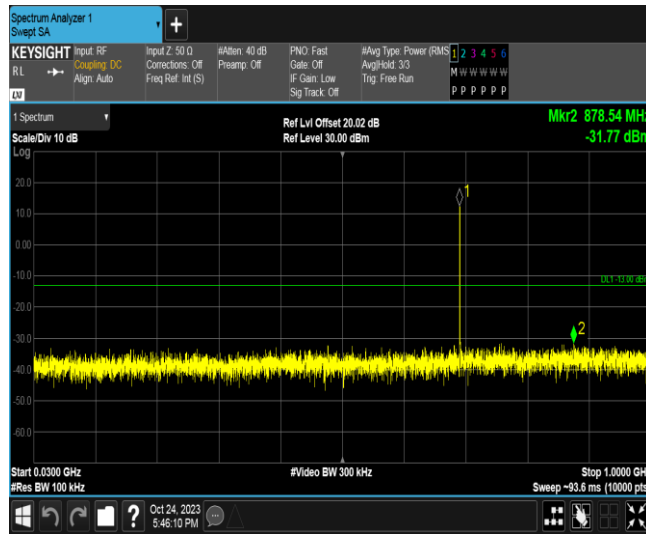 Spectrum Analyzer 1
Swept SA
+
KEYSIGHT
RL
LXI
Input: RF
Coupling: DC
Align: Auto
Input Z: 50 Ω
Corrections: Off
Freq Ref: Int (S)
#Atten: 40 dB
Preamp: Off
PNO: Fast
Gate: Off
IF Gain: Low
Sig Track: Off
#Avg Type: Power (RMS
Avg|Hold: 3/3
Trig: Free Run
1 2 3 4 5 6
M W W W W W
P P P P P P
1 Spectrum
Scale/Div 10 dB
Log
Ref Lvl Offset 20.02 dB
Ref Level 30.00 dBm
Mkr2 878.54 MHz
-31.77 dBm
20.0
10.0
0.00
-10.0
-20.0
-30.0
-40.0
-50.0
-60.0
1
DL1 -13.00 dBm
2
Start 0.0300 GHz
#Res BW 100 kHz
#Video BW 300 kHz
Stop 1.0000 GH
Sweep ~93.6 ms (10000 pts
?
Oct 24, 2023
5:46:10 PM